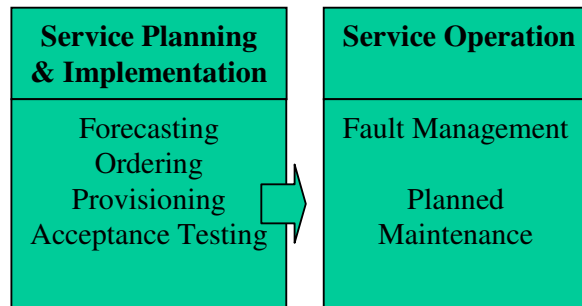 Service Planning
& Implementation
Forecasting
Ordering
Provisioning
Acceptance Testing
Service Operation
Fault Management
Planned
Maintenance